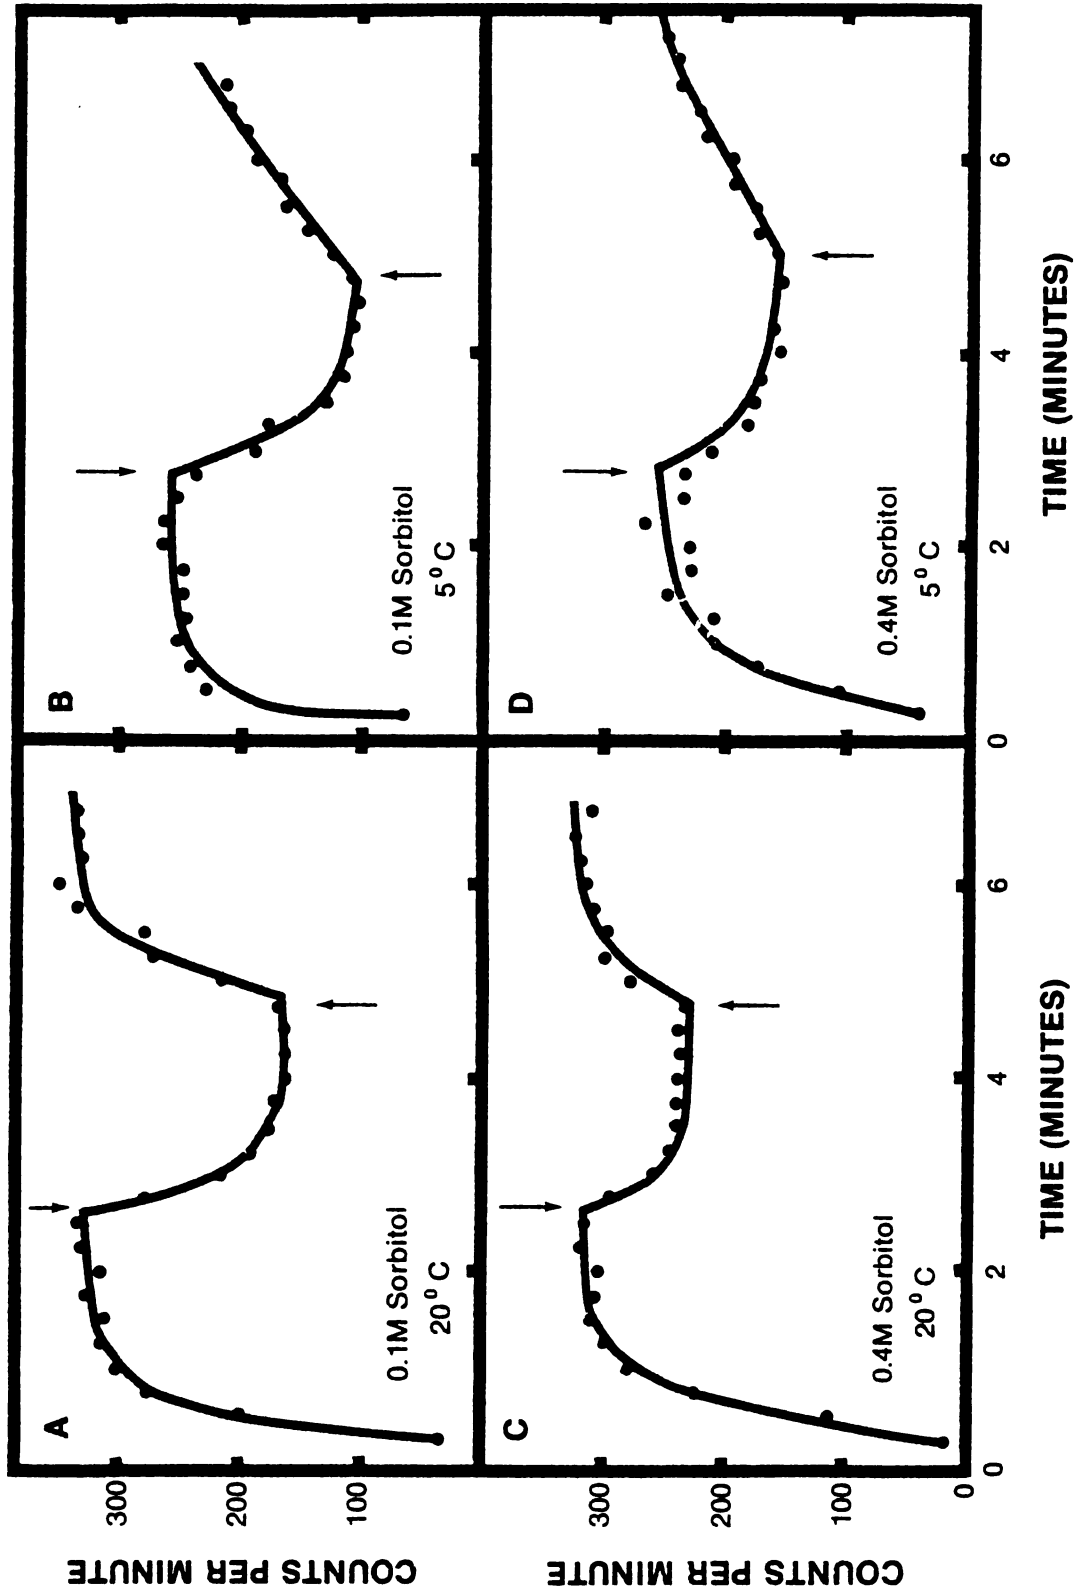 A
0.1M Sorbitol
20° C
B
0.1M Sorbitol
5° C
C
0.4M Sorbitol
20° C
D
0.4M Sorbitol
5° C
300
200
100
300
200
100
0
COUNTS PER MINUTE
COUNTS PER MINUTE
0
2
4
6
0
2
4
6
TIME (MINUTES)
TIME (MINUTES)